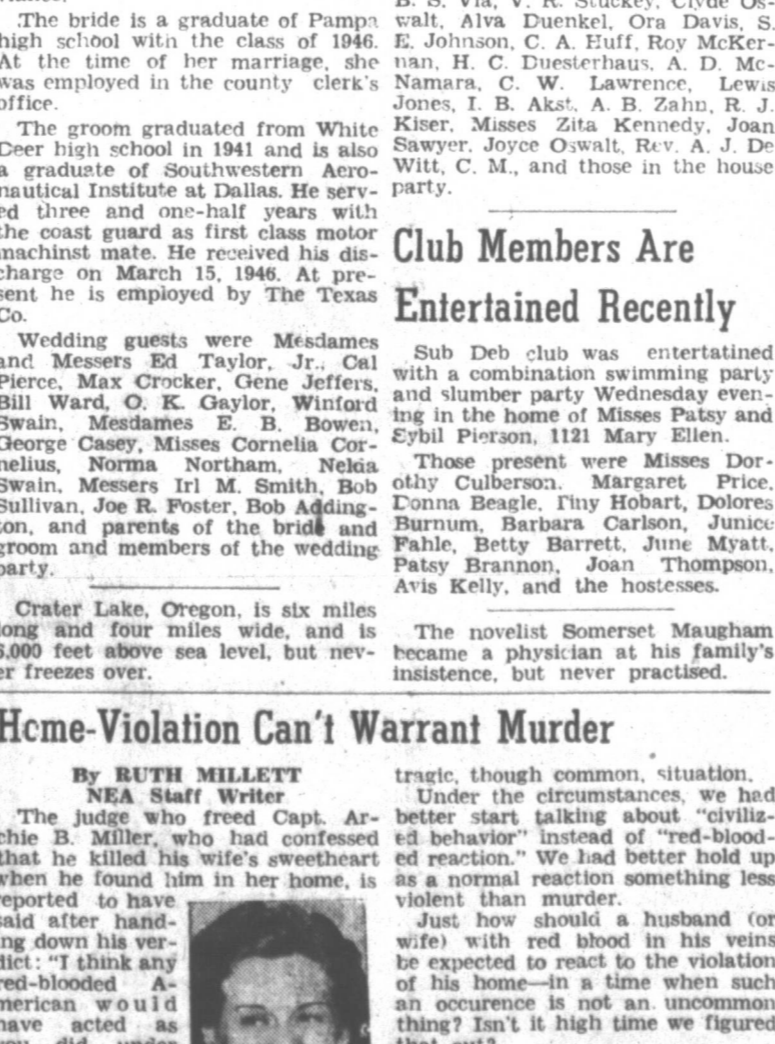 The bride is a graduate of Pampa
high school with the class of 1946.
At the time of her marriage, she
was employed in the county clerk's
office.
The groom graduated from White
Deer high school in 1941 and is also
a graduate of Southwestern Aero-
nautical Institute at Dallas. He serv-
ed three and one-half years with
the coast guard as first class motor
machinst mate. He received his dis-
charge on March 15, 1946. At pre-
sent he is employed by The Texas
Co.
Wedding guests were Mesdames
and Messers Ed Taylor, Jr., Cal
Pierce, Max Crocker, Gene Jeffers,
Bill Ward, O. K. Gaylor, Winford
Swain, Mesdames E. B. Bowen,
George Casey, Misses Cornelia Cor-
nelius, Norma Northam, Nelda
Swain, Messers Irl M. Smith, Bob
Sullivan, Joe R. Foster, Bob Adding-
ton, and parents of the bride and
groom and members of the wedding
party.
Crater Lake, Oregon, is six miles
long and four miles wide, and is
6,000 feet above sea level, but nev-
er freezes over.
B. S. Via, V. R. Stuckey, Clyde Os-
walt, Alva Duenkel, Ora Davis, S.
E. Johnson, C. A. Huff, Roy McKer-
nan, H. C. Duesterhaus, A. D. Mc-
Namara, C. W. Lawrence, Lewis
Jones, I. B. Akst, A. B. Zahn, R. J.
Kiser, Misses Zita Kennedy, Joan
Sawyer, Joyce Oswalt, Rev. A. J. De
Witt, C. M., and those in the house
party.
Club Members Are
Entertained Recently
Sub Deb club was entertatined
with a combination swimming party
and slumber party Wednesday even-
ing in the home of Misses Patsy and
Sybil Pierson, 1121 Mary Ellen.
Those present were Misses Dor-
othy Culberson, Margaret Price,
Donna Beagle, Tiny Hobart, Dolores
Burnum, Barbara Carlson, Junice
Fahle, Betty Barrett, June Myatt,
Patsy Brannon, Joan Thompson,
Avis Kelly, and the hostesses.
The novelist Somerset Maugham
became a physician at his family's
insistence, but never practised.
Home-Violation Can't Warrant Murder
By RUTH MILLETT
NEA Staff Writer
The judge who freed Capt. Ar-
chie B. Miller, who had confessed
that he killed his wife's sweetheart
when he found him in her home, is
reported to have
said after hand-
ing down his ver-
dict: "I think any
red-blooded A-
merican would
have acted as
you did under
tragic, though common, situation.
Under the circumstances, we had
better start talking about "civiliz-
ed behavior" instead of "red-blood-
ed reaction." We had better hold up
as a normal reaction something less
violent than murder.
Just how should a husband (or
wife) with red blood in his veins
be expected to react to the violation
of his home—in a time when such
an occurence is not an uncommon
thing? Isn't it high time we figured
that out?